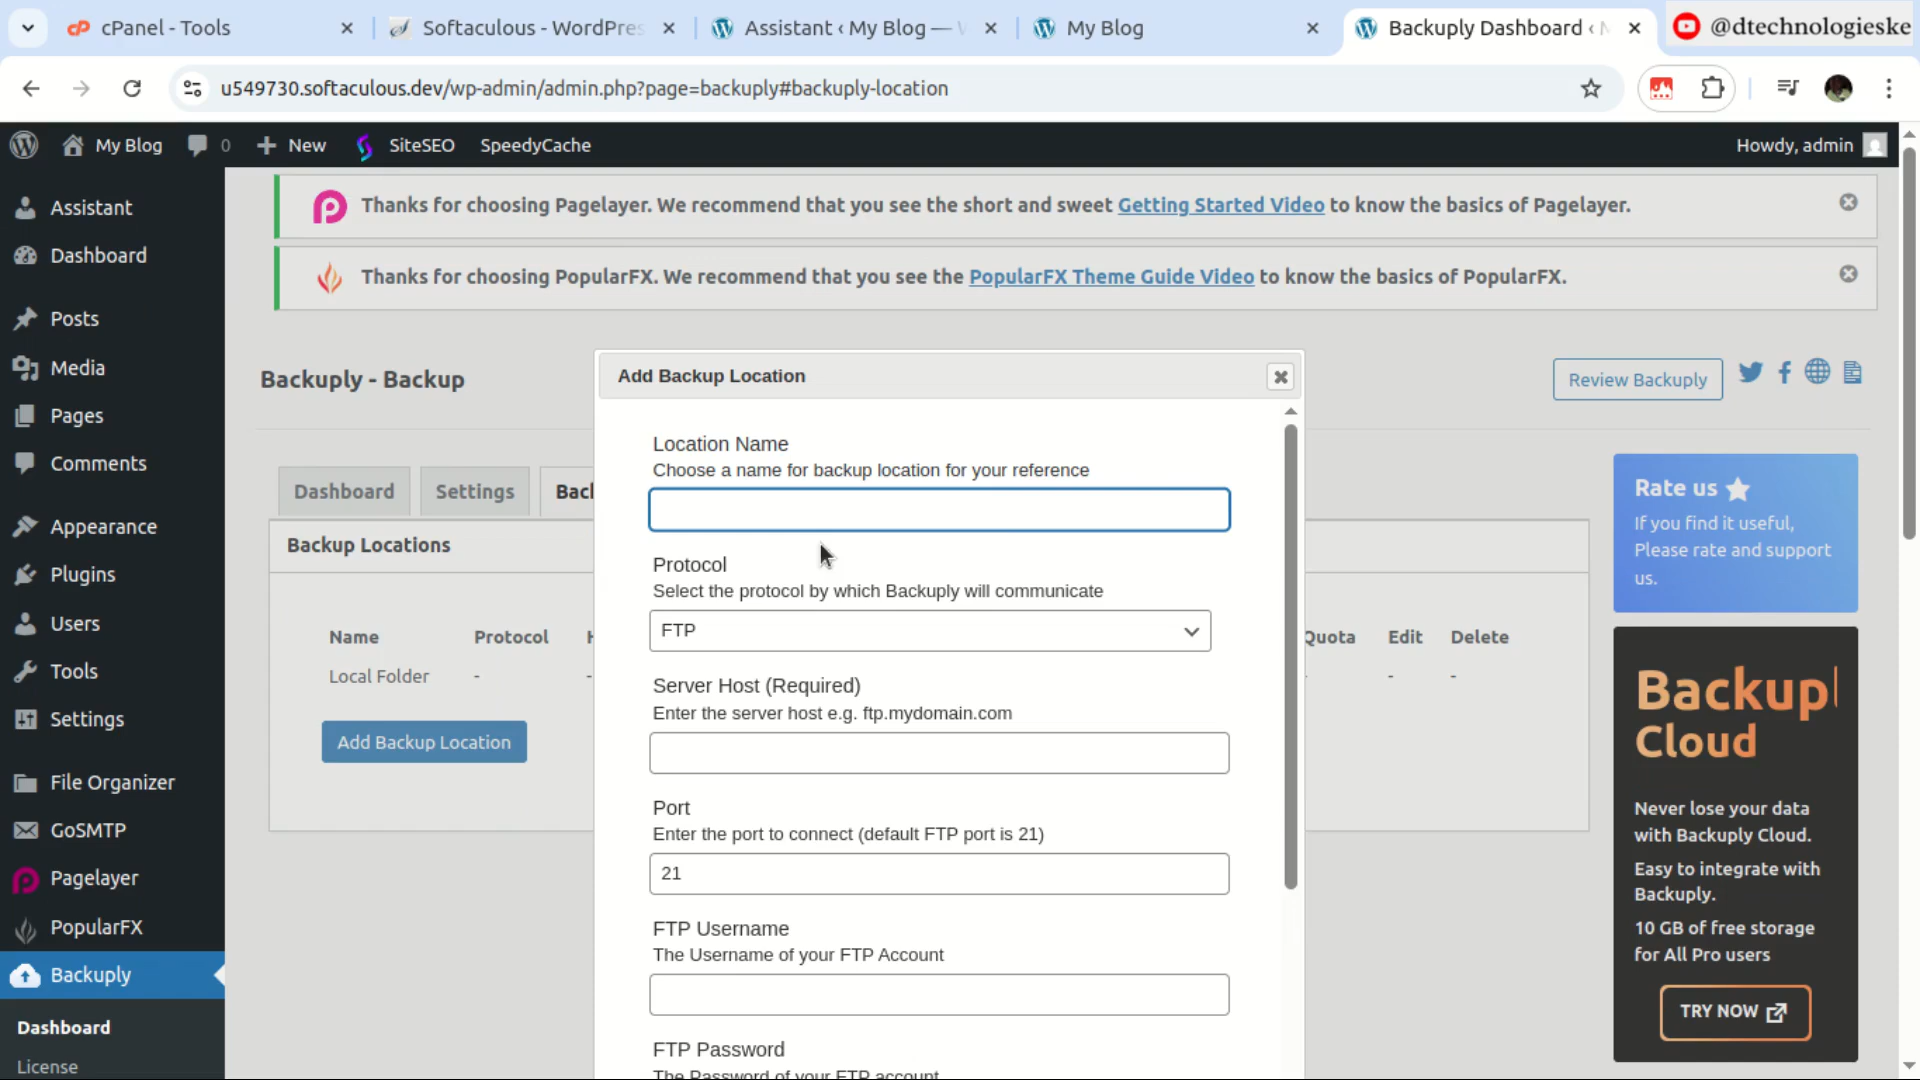 cPanel - Tools
Softaculous - WordPres
Assistant ‹ My Blog —
My Blog
Backuply Dashboard ‹
@dtechnologieske
u549730.softaculous.dev/wp-admin/admin.php?page=backuply#backuply-location
My Blog
0
New
SiteSEO
SpeedyCache
Howdy, admin
Assistant
Dashboard
Posts
Media
Pages
Comments
Appearance
Plugins
Users
Tools
Settings
File Organizer
GoSMTP
Pagelayer
PopularFX
Backuply
Dashboard
License
Thanks for choosing Pagelayer. We recommend that you see the short and sweet Getting Started Video to know the basics of Pagelayer.
Thanks for choosing PopularFX. We recommend that you see the PopularFX Theme Guide Video to know the basics of PopularFX.
Backuply - Backup
Review Backuply
Dashboard
Settings
Bac
Backup Locations
Name
Protocol
Quota
Edit
Delete
Local Folder
-
-
-
-
-
Add Backup Location
Add Backup Location
Location Name
Choose a name for backup location for your reference
Protocol
Select the protocol by which Backuply will communicate
FTP
Server Host (Required)
Enter the server host e.g. ftp.mydomain.com
Port
Enter the port to connect (default FTP port is 21)
21
FTP Username
The Username of your FTP Account
FTP Password
The Password of your FTP account
Rate us
If you find it useful,
Please rate and support
us.
Backupl
Cloud
Never lose your data
with Backuply Cloud.
Easy to integrate with
Backuply.
10 GB of free storage
for All Pro users
TRY NOW